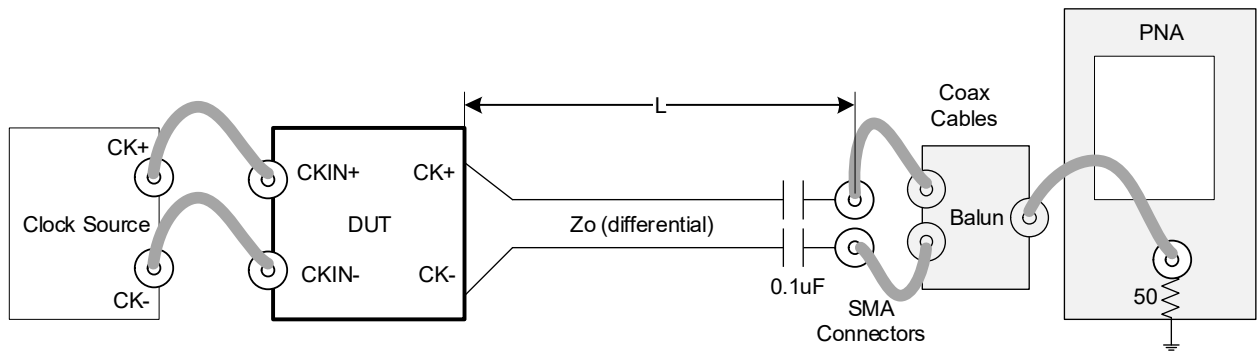 PNA
L
Coax
Cables
CK+
CKIN+
CK+
Clock Source
DUT
Zo (differential)
Balun
CK-
CKIN-
CK-
0.1uF
SMA
Connectors
50